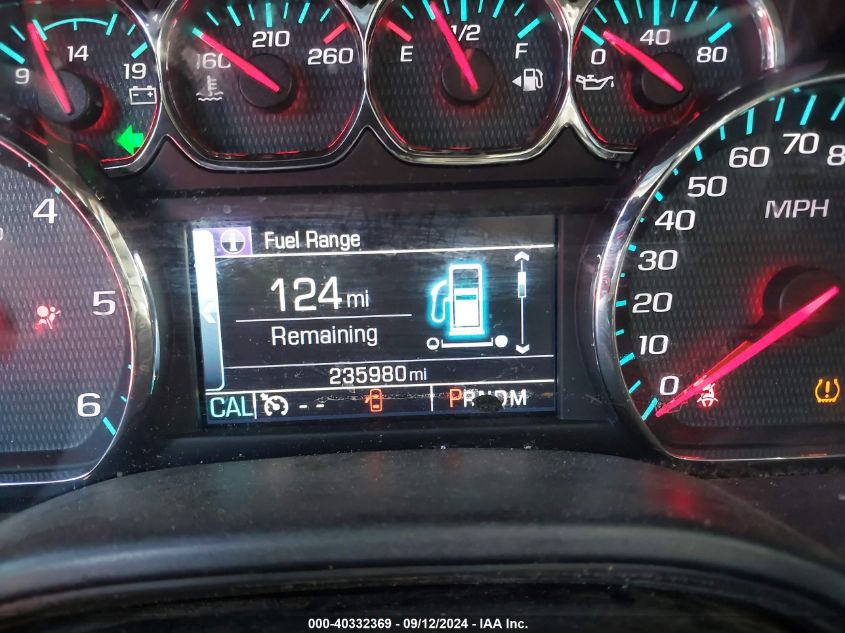 9 14 19
160 210 260
E 1/2 F
0 40 80
4
5
6
Fuel Range
124 mi
Remaining
235980 mi
CAL -- PRNDM
0 10 20 30 40 50 60 70 8
MPH
000-40332369 - 09/12/2024 - IAA Inc.